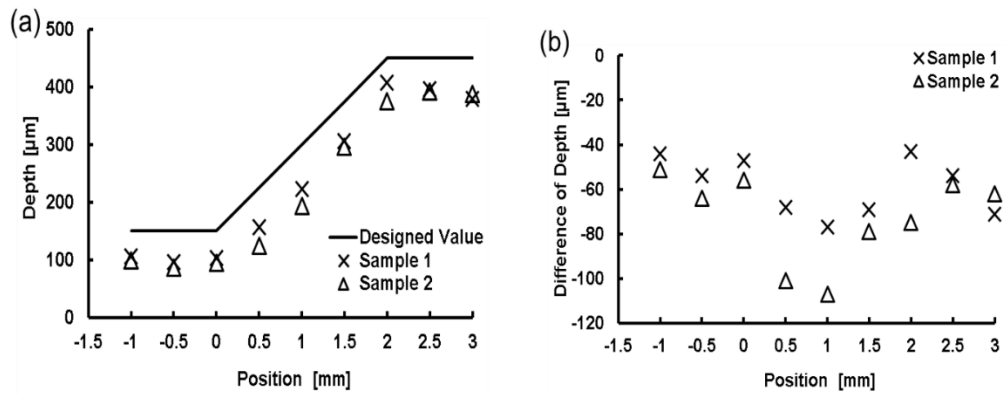 (a)
500
400
300
200
100
0
Depth [µm]
Designed Value
Sample 1
Sample 2
-1.5 -1 -0.5 0 0.5 1 1.5 2 2.5 3
Position [mm]
(b)
0
-20
-40
-60
-80
-100
-120
Difference of Depth [µm]
Sample 1
Sample 2
-1.5 -1 -0.5 0 0.5 1 1.5 2 2.5 3
Position [mm]